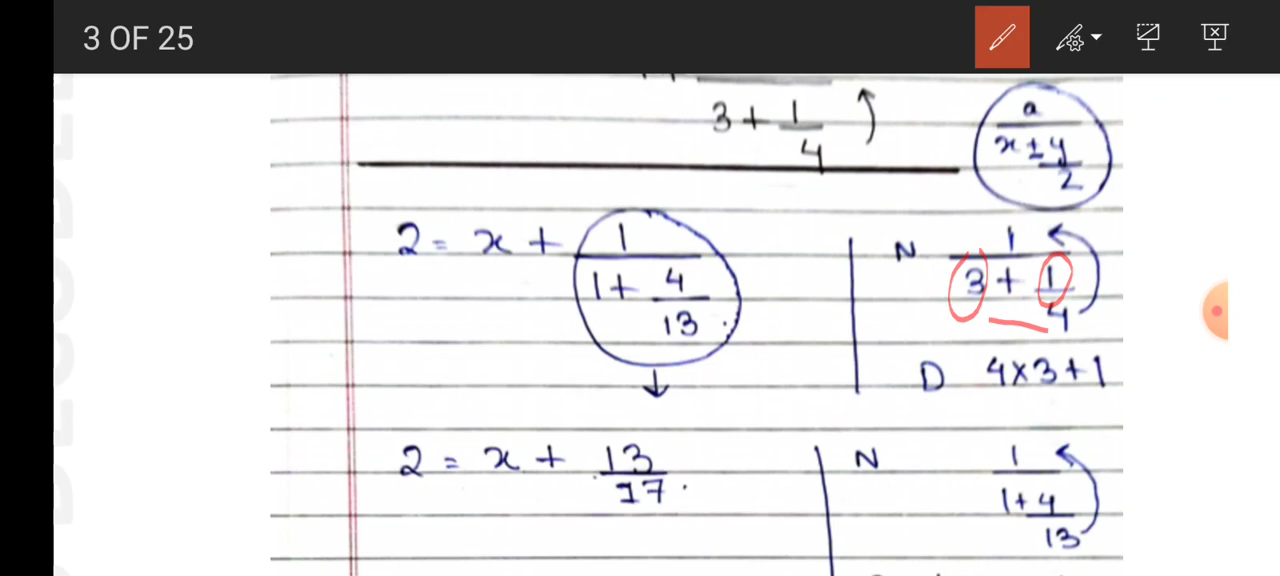 3 OF 25
3 + 1/4
a/(x ± y/z)
2 = x + 1/(1 + 4/13)
N 1/(3 + 1/4)
D 4×3+1
2 = x + 13/17
N 1/(1 + 4/13)